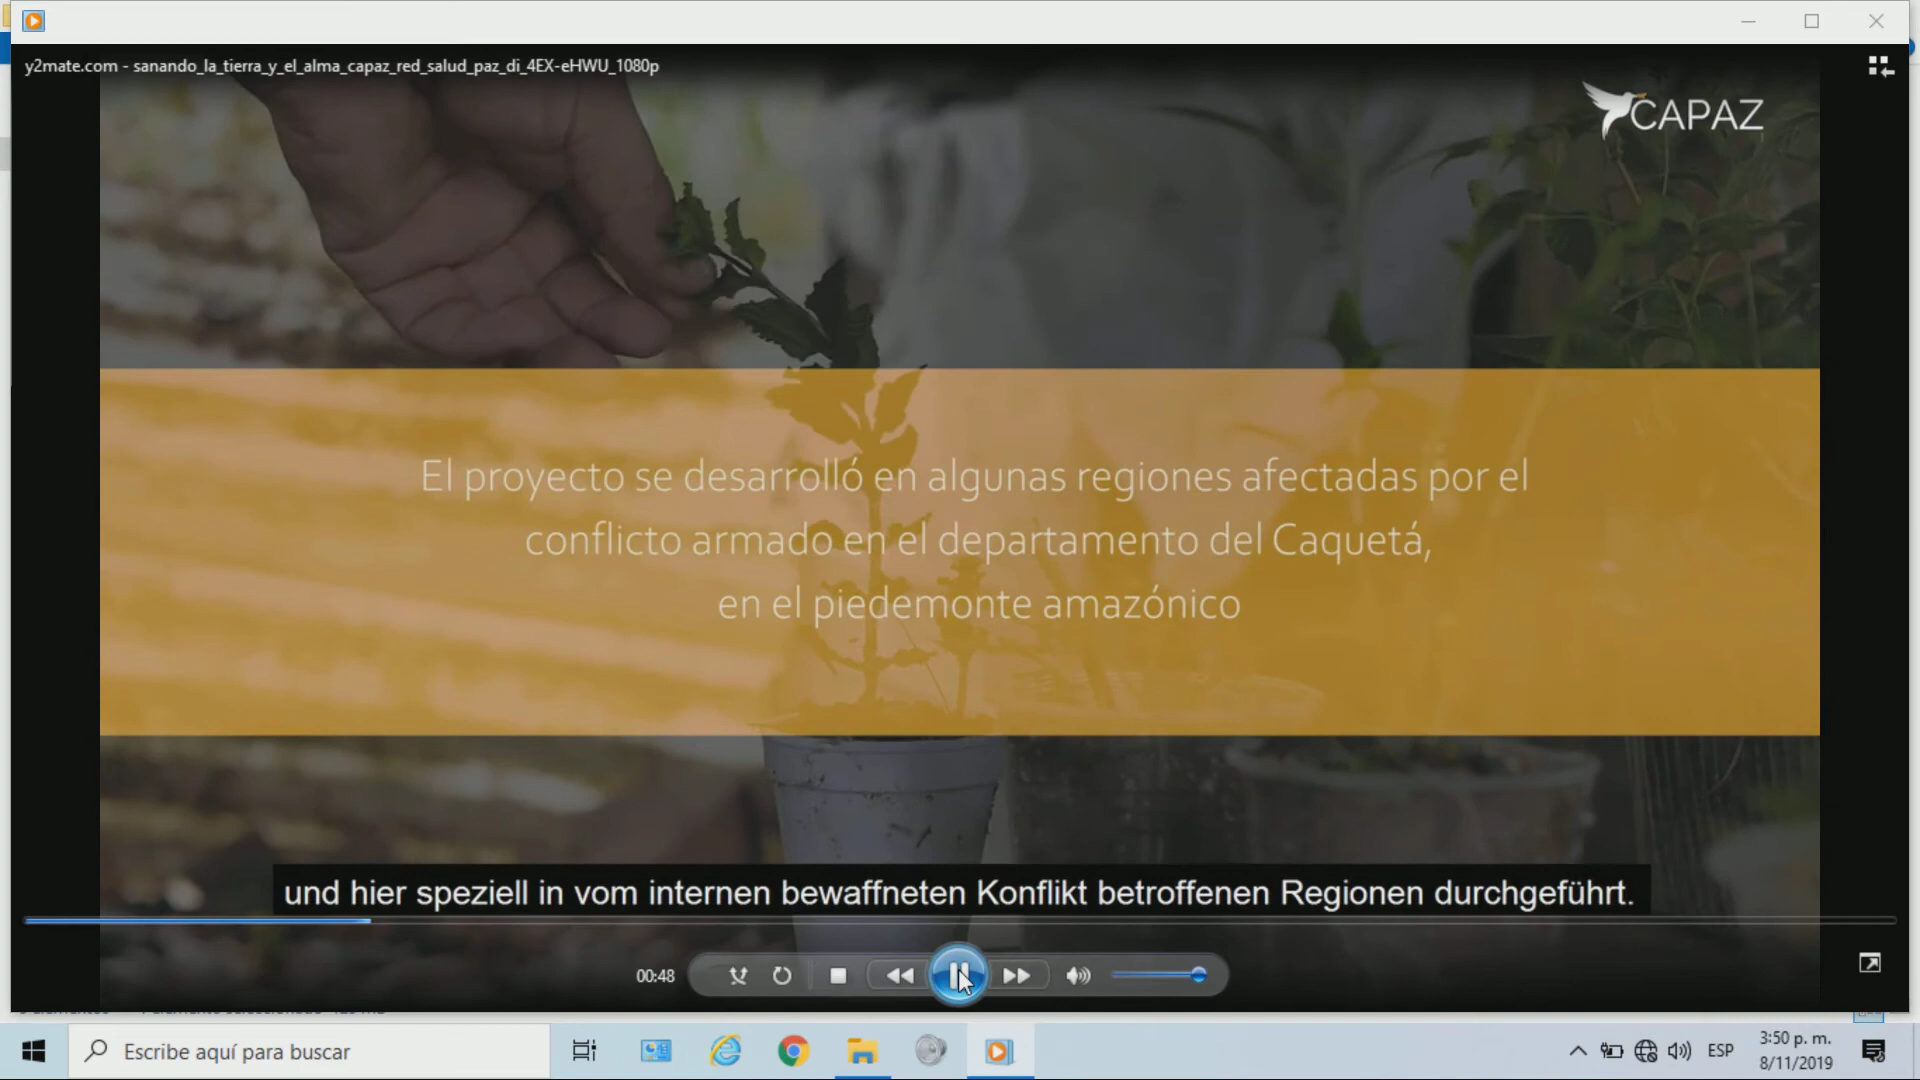 y2mate.com - sanando_la_tierra_y_el_alma_capaz_red_salud_paz_di_4EX-eHWU_1080p
CAPAZ
El proyecto se desarrolló en algunas regiones afectadas por el
conflicto armado en el departamento del Caquetá,
en el piedemonte amazónico
und hier speziell in vom internen bewaffneten Konflikt betroffenen Regionen durchgeführt.
00:48
Escribe aquí para buscar
ESP
3:50 p. m.
8/11/2019